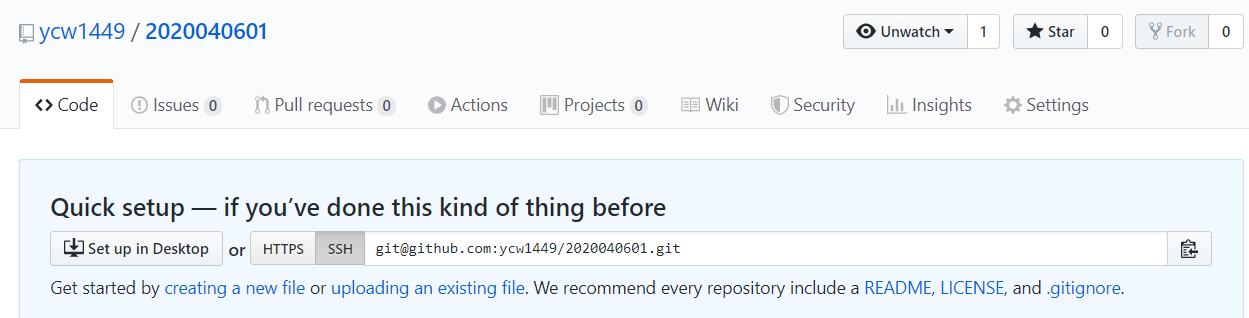 ycw1449 / 2020040601 Unwatch 1 Star 0 Fork 0
Code Issues 0 Pull requests 0 Actions Projects 0 Wiki Security Insights Settings
Quick setup — if you’ve done this kind of thing before
Set up in Desktop or HTTPS SSH git@github.com:ycw1449/2020040601.git
Get started by creating a new file or uploading an existing file. We recommend every repository include a README, LICENSE, and .gitignore.